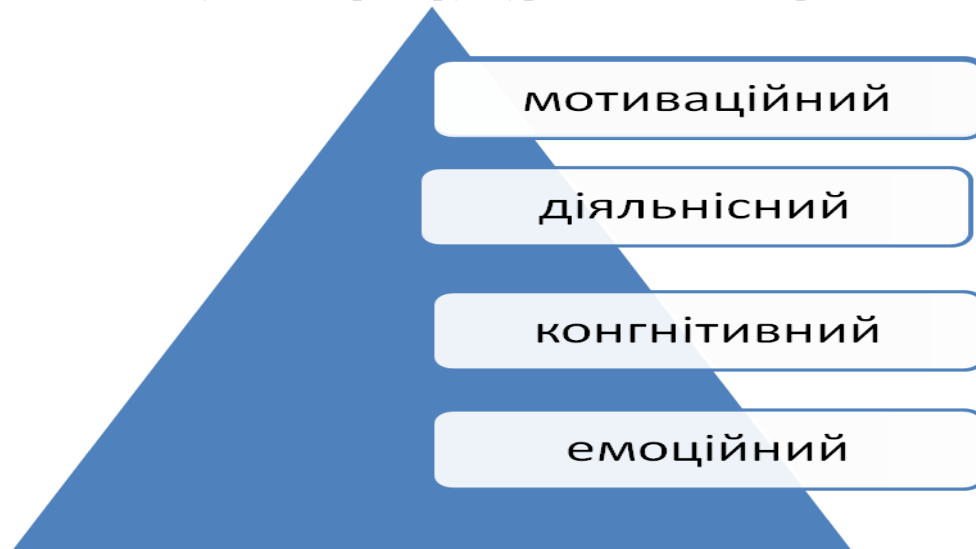 мотиваційний
діяльнісний
конгнітивний
емоційний